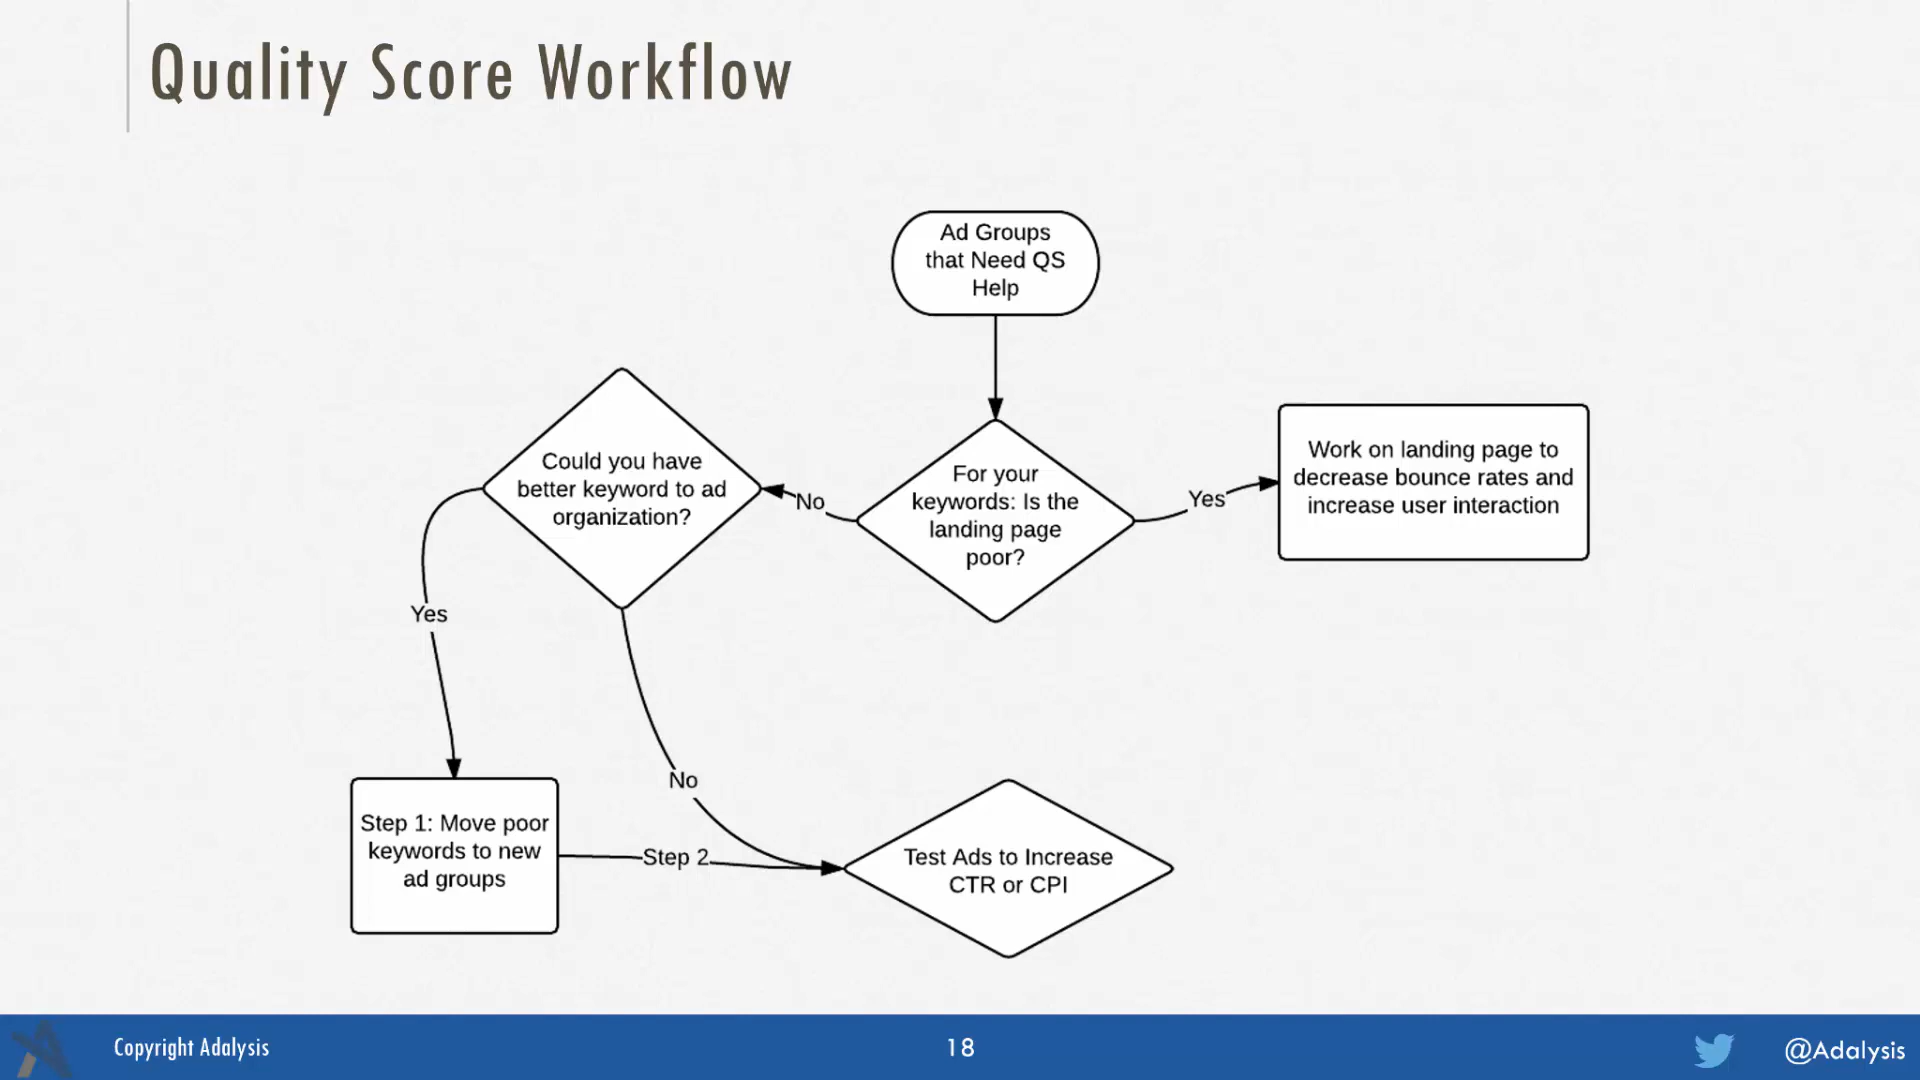 Quality Score Workflow
Ad Groups
that Need QS
Help
Could you have
better keyword to ad
organization?
No
For your
keywords: Is the
landing page
poor?
Yes
Work on landing page to
decrease bounce rates and
increase user interaction
Yes
No
Step 1: Move poor
keywords to new
ad groups
Step 2
Test Ads to Increase
CTR or CPI
Copyright Adalysis
18
@Adalysis